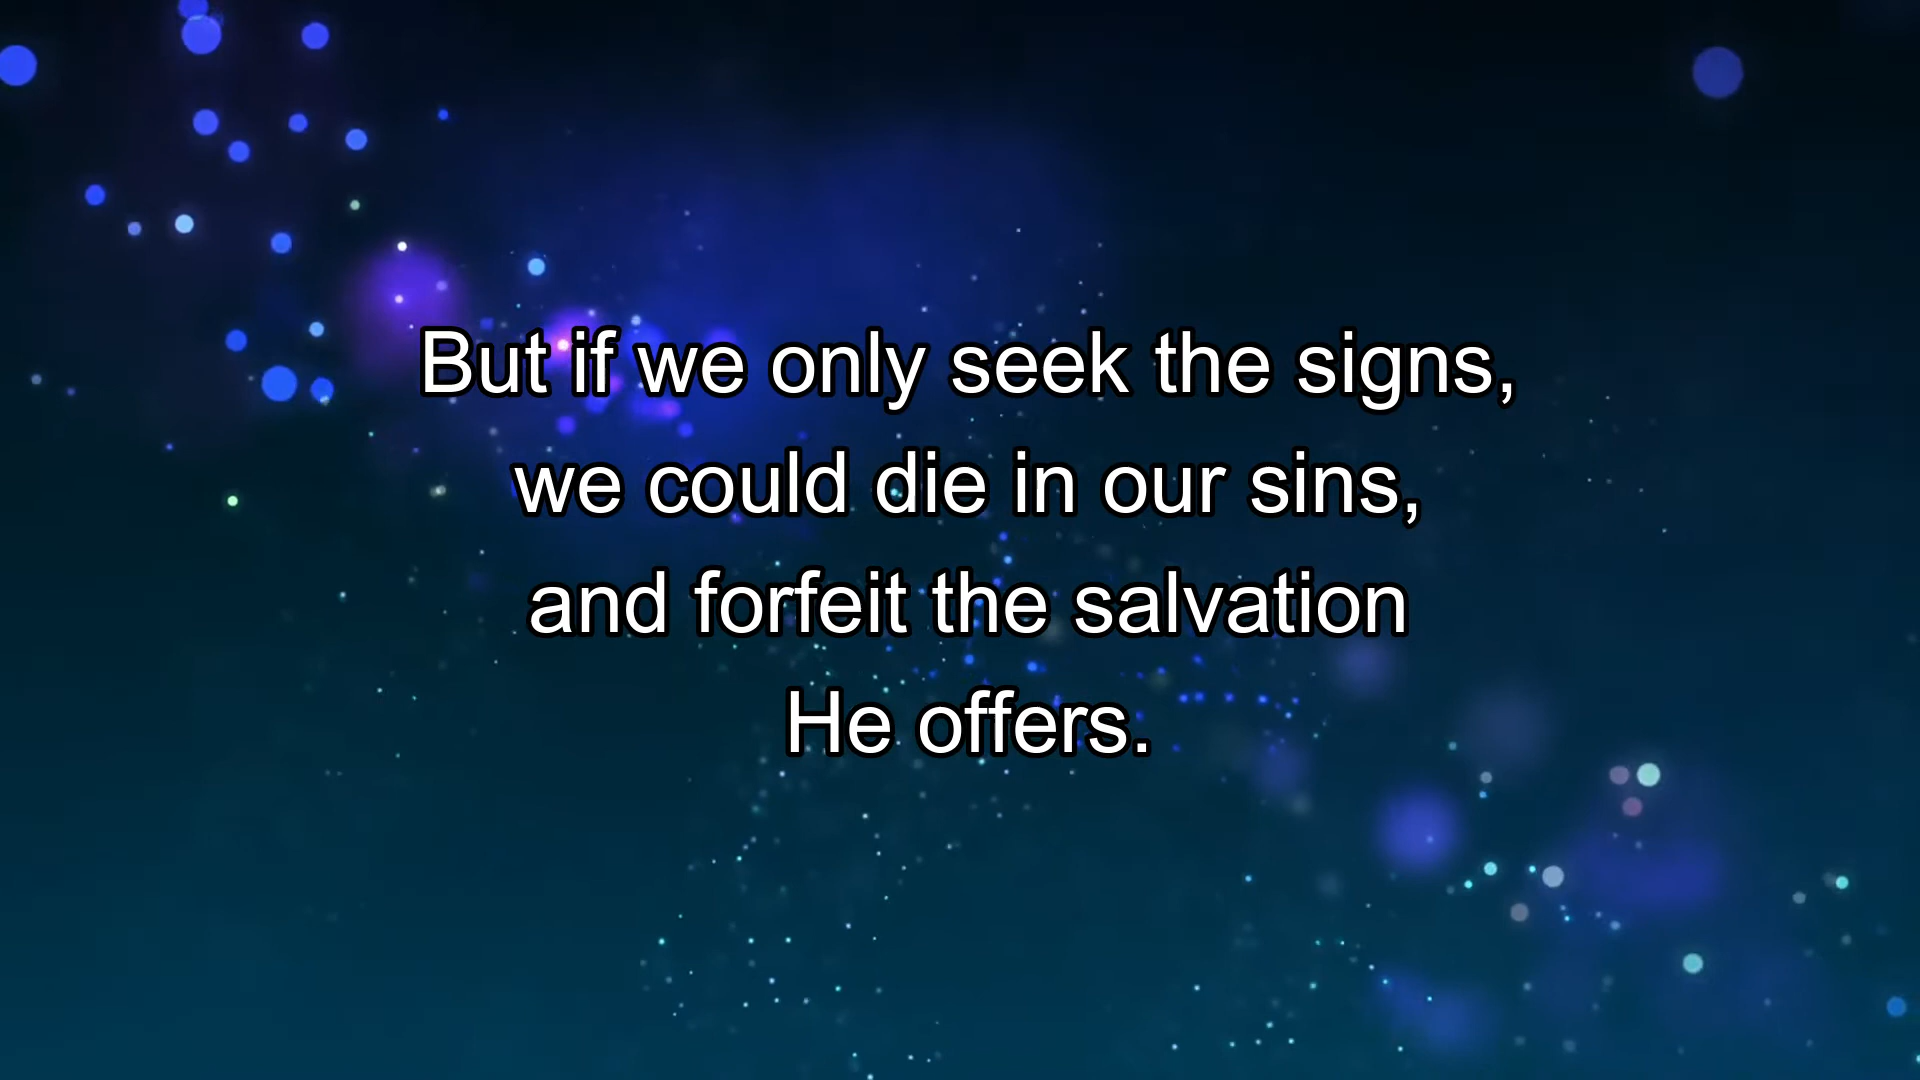 But if we only seek the signs,
we could die in our sins,
and forfeit the salvation
He offers.